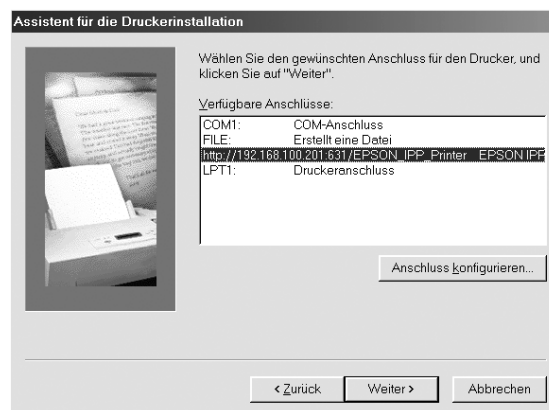 Assistent für die Druckerinstallation
Wählen Sie den gewünschten Anschluss für den Drucker, und
klicken Sie auf "Weiter".
Verfügbare Anschlüsse:
COM1: COM-Anschluss
FILE: Erstellt eine Datei
http://192.168.100.201:631/EPSON_IPP_Printer EPSON IPP
LPT1: Druckeranschluss
Anschluss konfigurieren...
< Zurück Weiter > Abbrechen